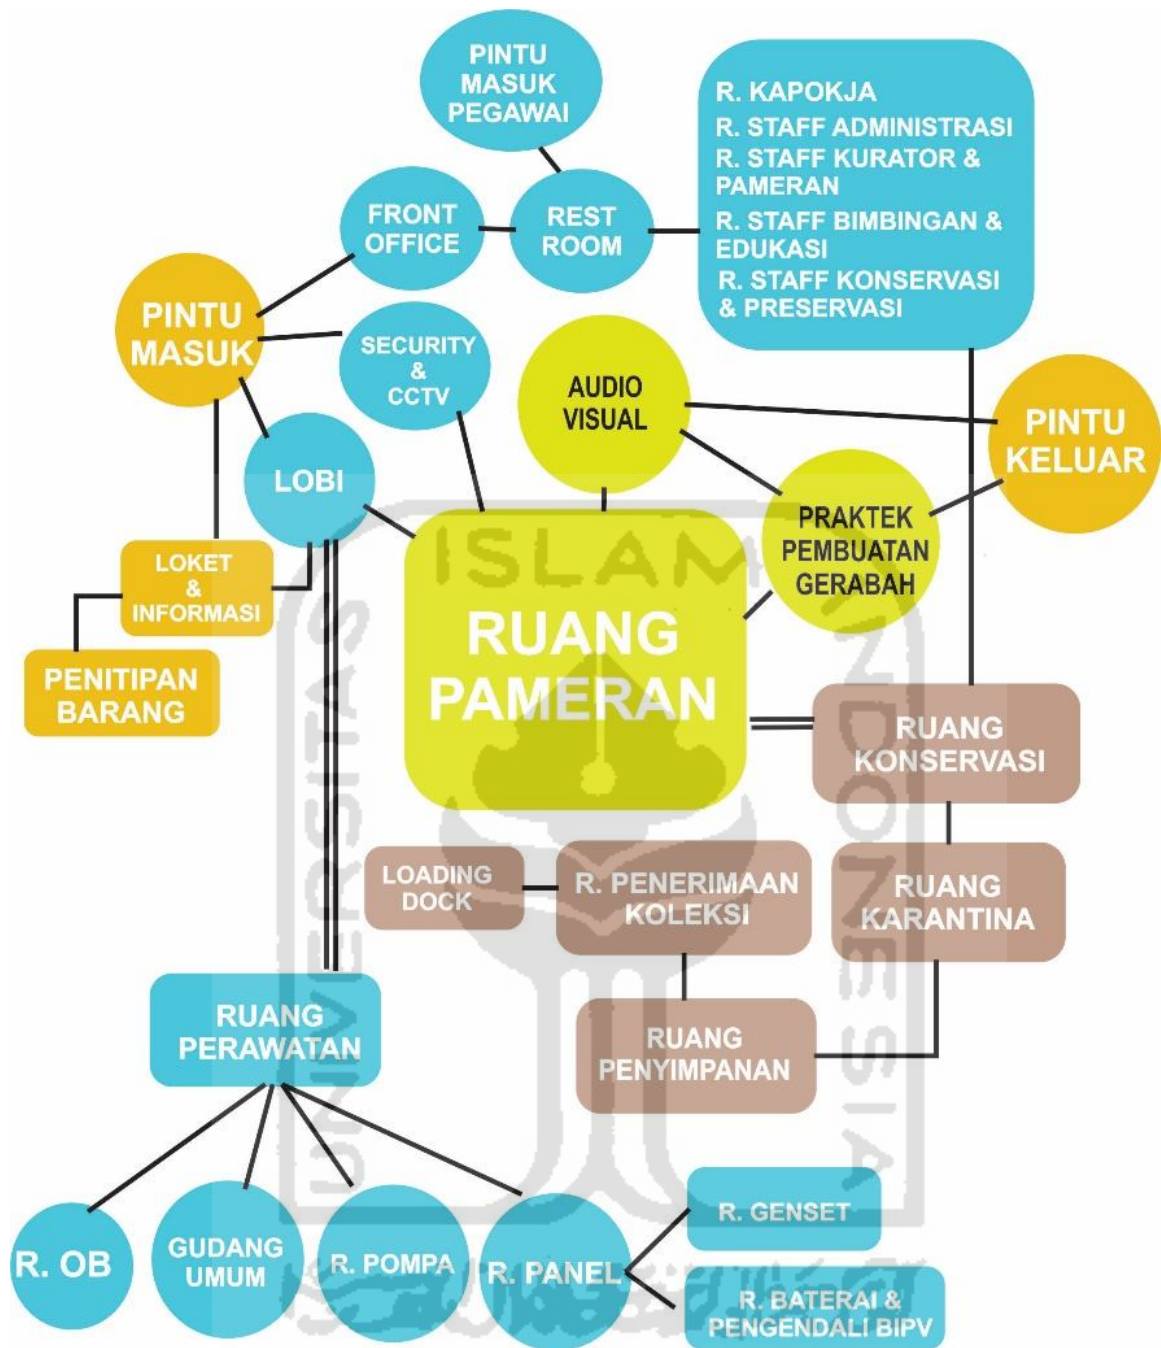 PINTU
MASUK
PEGAWAI
R. KAPOKJA
R. STAFF ADMINISTRASI
R. STAFF KURATOR &
PAMERAN
R. STAFF BIMBINGAN &
EDUKASI
R. STAFF KONSERVASI
& PRESERVASI
FRONT
OFFICE
REST
ROOM
PINTU
MASUK
SECURITY
&
CCTV
AUDIO
VISUAL
PINTU
KELUAR
LOBI
PRAKTEK
PEMBUATAN
GERABAH
LOKET
&
INFORMASI
PENITIPAN
BARANG
RUANG
PAMERAN
RUANG
KONSERVASI
LOADING
DOCK
R. PENERIMAAN
KOLEKSI
RUANG
KARANTINA
RUANG
PERAWATAN
RUANG
PENYIMPANAN
R. OB
GUDANG
UMUM
R. POMPA
R. PANEL
R. GENSET
R. BATERAI &
PENGENDALI BIPV
UNIVERSITAS
ISLAM
INDONESIA